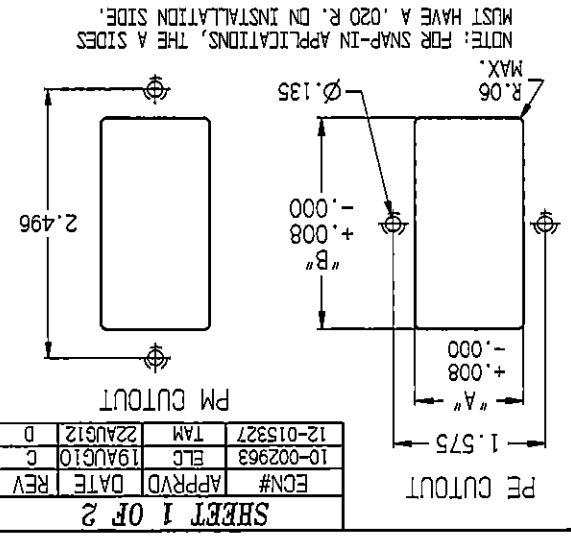 SHEET 1 OF 2
ECN# APPRVD DATE REV
10-002963 ELC 19AUG10 C
12-015327 TAM 22AUG12 D
PE CUTOUT
1.575
"A"
+.008
-.000
"B"
+.008
-.000
R.06
MAX.
Ø.135
PM CUTOUT
2.496
NOTE: FOR SNAP-IN APPLICATIONS, THE A SIDES
MUST HAVE A .020 R. ON INSTALLATION SIDE.